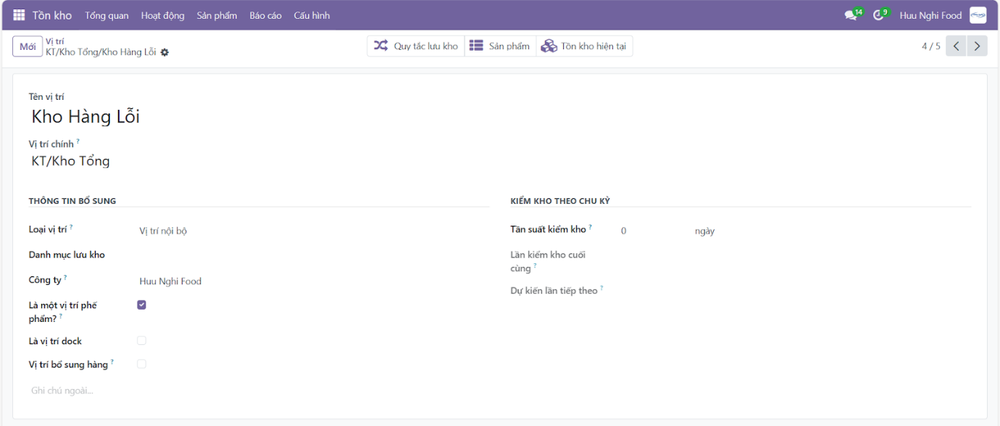 Tồn kho Tổng quan Hoạt động Sản phẩm Báo cáo Cấu hình 14 9 Huu Nghi Food
Mới Vị trí
KT/Kho Tổng/Kho Hàng Lỗi
Quy tắc lưu kho Sản phẩm Tồn kho hiện tại 4 / 5
Tên vị trí
Kho Hàng Lỗi
Vị trí chính ?
KT/Kho Tổng
THÔNG TIN BỔ SUNG
Loại vị trí ? Vị trí nội bộ
Danh mục lưu kho
Công ty ? Huu Nghi Food
Là một vị trí phế
phẩm? ?
Là vị trí dock
Vị trí bổ sung hàng ?
Ghi chú ngoài...
KIỂM KHO THEO CHU KỲ
Tần suất kiểm kho ? 0 ngày
Lần kiểm kho cuối
cùng ?
Dự kiến lần tiếp theo ?